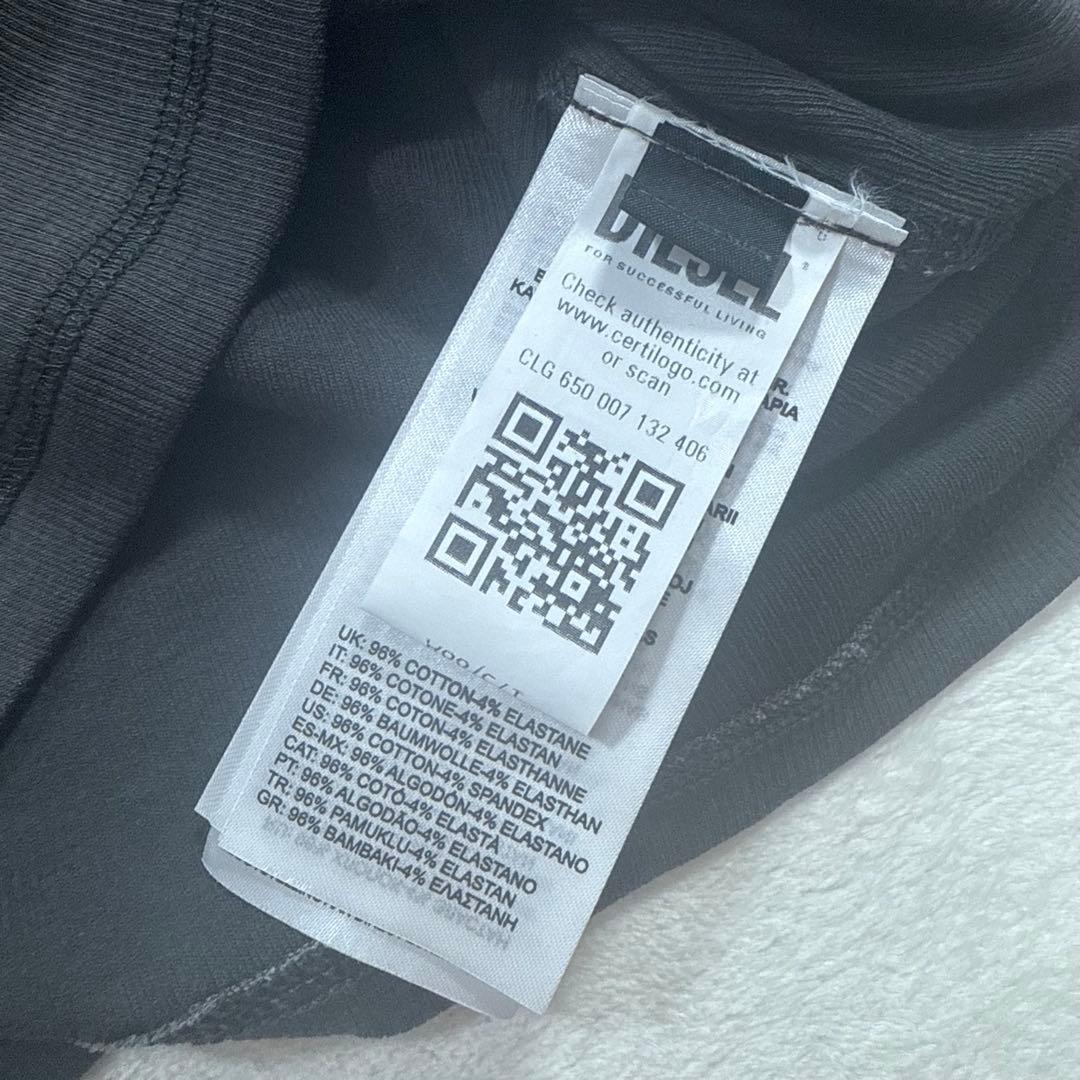 DIESEL
FOR SUCCESSFUL LIVING
Check authenticity at
www.certilogo.com
or scan
CLG 650 007 132 406
UK: 96% COTTON-4% ELASTANE
IT: 96% COTONE-4% ELASTAN
FR: 96% COTON-4% ELASTHANNE
DE: 96% BAUMWOLLE-4% ELASTHAN
US: 96% COTTON-4% SPANDEX
ES-MX: 96% ALGODÓN-4% ELASTANO
CAT: 96% COTÓ-4% ELASTÀ
PT: 96% ALGODÃO-4% ELASTANO
TR: 96% PAMUKLU-4% ELASTAN
GR: 96% ΒΑΜΒΑΚΙ-4% ΕΛΑΣΤΑΝΗ